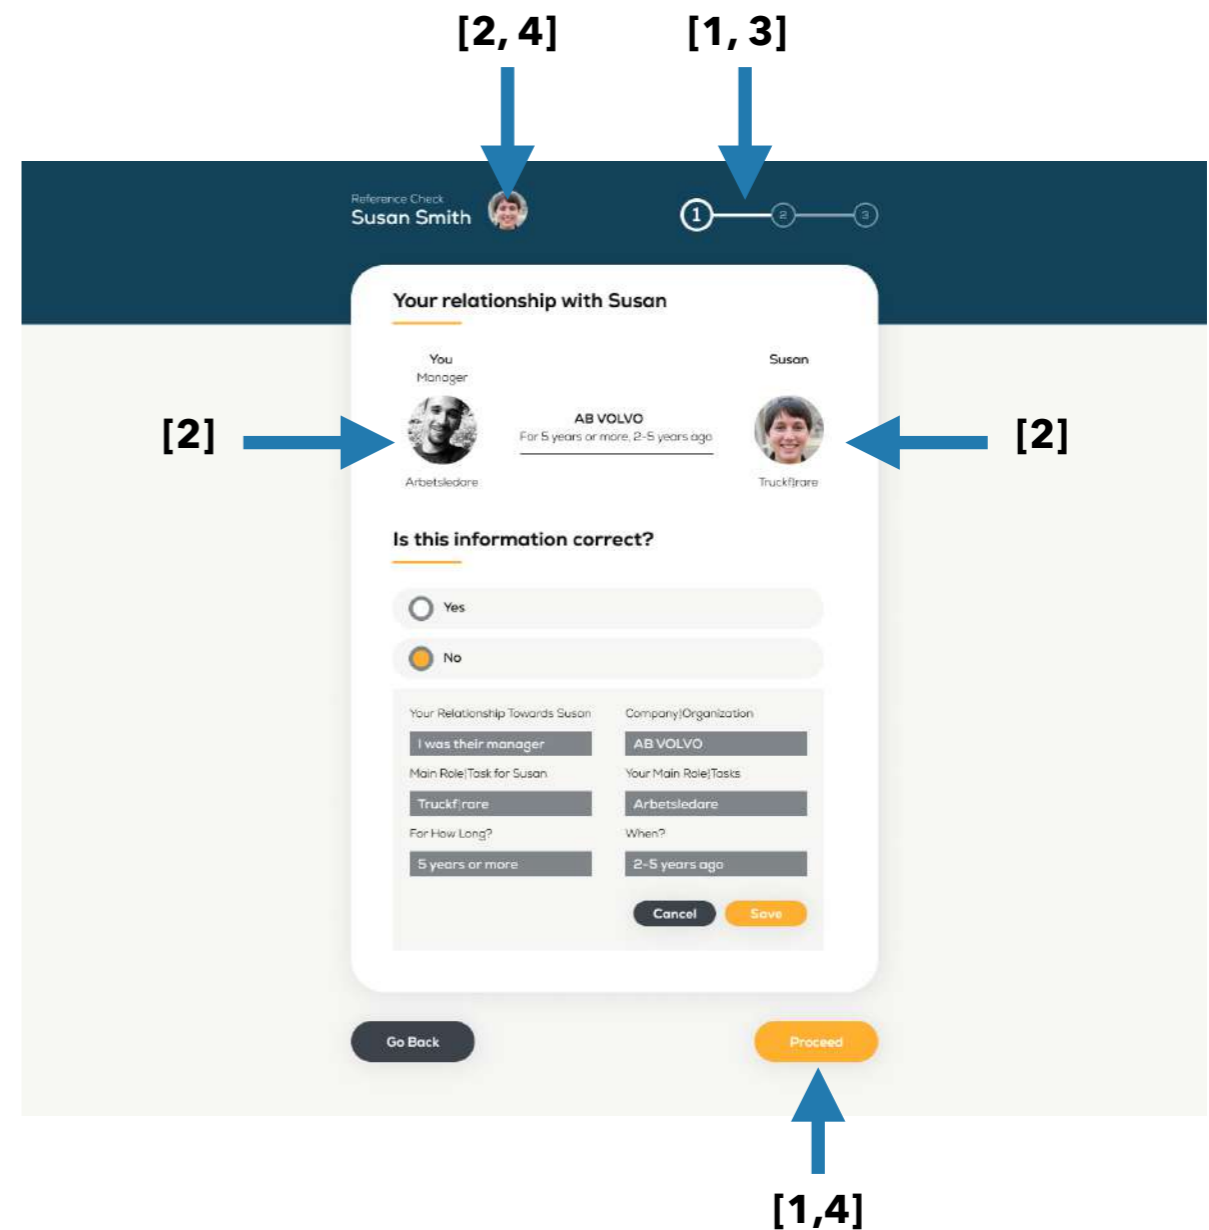 [2, 4] [1, 3]
Reference Check
Susan Smith
1 2 3
Your relationship with Susan
You Susan
Manager
AB VOLVO
For 5 years or more, 2-5 years ago
[2] [2]
Arbetsledare Truckf|rare
Is this information correct?
Yes
No
Your Relationship Towards Susan Company|Organization
I was their manager AB VOLVO
Main Role|Task for Susan Your Main Role|Tasks
Truckf|rare Arbetsledare
For How Long? When?
5 years or more 2-5 years ago
Cancel Save
Go Back Proceed
[1,4]